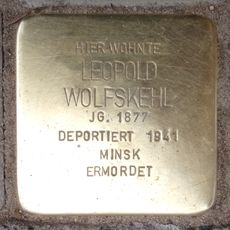 HIER WOHNTE
LEOPOLD
WOLFSKEHL
JG. 1877
DEPORTIERT 1941
MINSK
ERMORDET